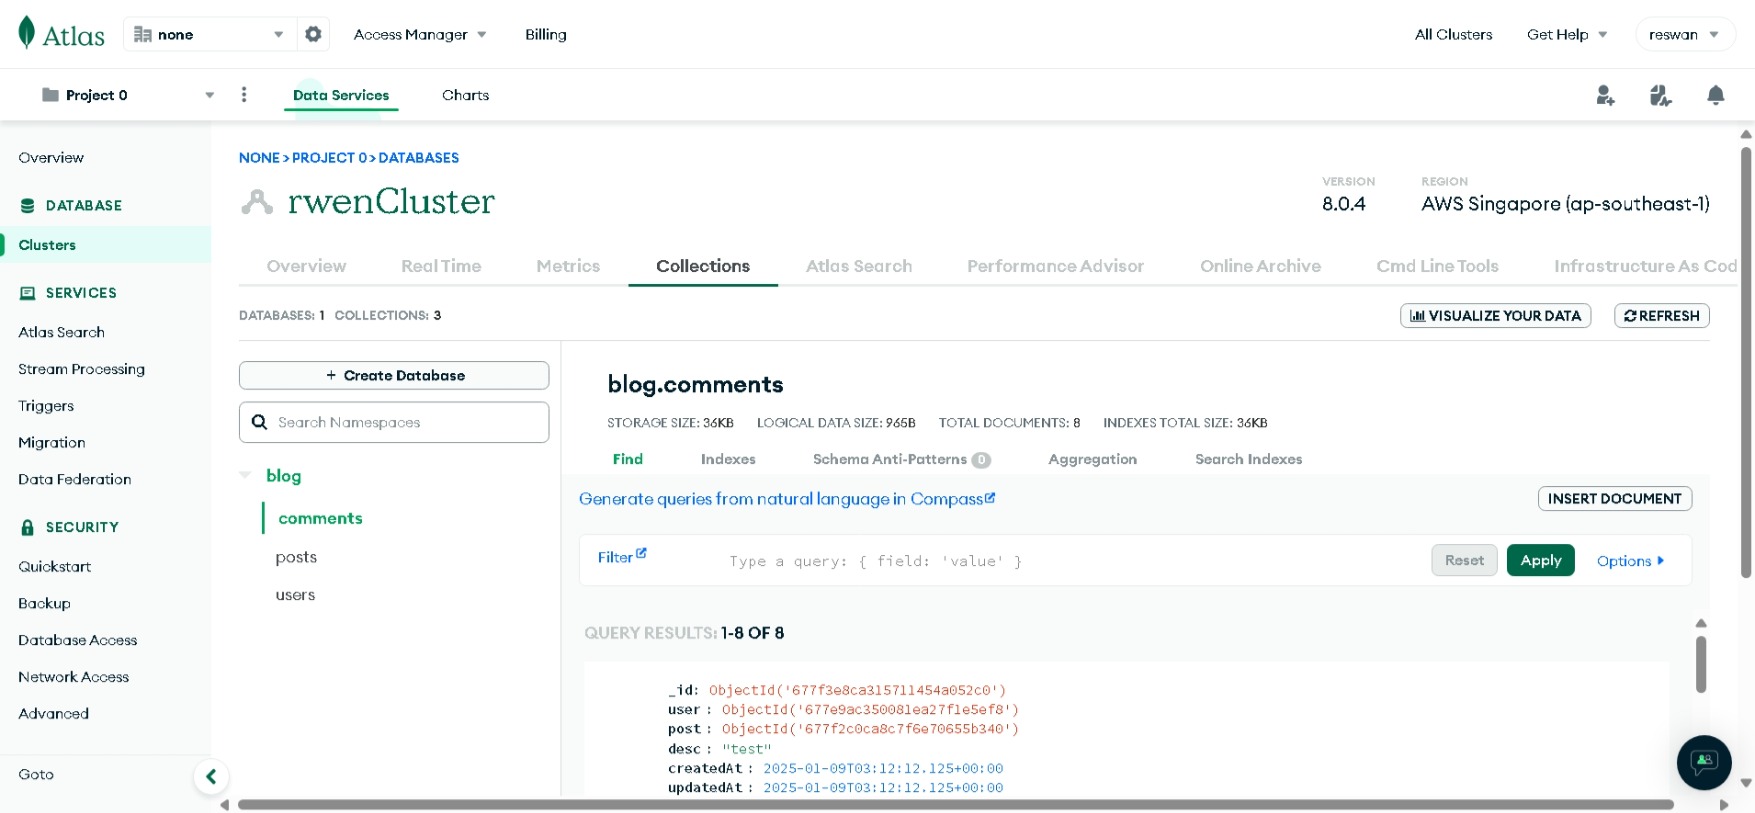 Atlas
none
Access Manager
Billing
All Clusters
Get Help
reswan
Project 0
Data Services
Charts
Overview
DATABASE
Clusters
SERVICES
Atlas Search
Stream Processing
Triggers
Migration
Data Federation
SECURITY
Quickstart
Backup
Database Access
Network Access
Advanced
Goto
NONE > PROJECT 0 > DATABASES
rwenCluster
VERSION
8.0.4
REGION
AWS Singapore (ap-southeast-1)
Overview
Real Time
Metrics
Collections
Atlas Search
Performance Advisor
Online Archive
Cmd Line Tools
Infrastructure As Cod
DATABASES: 1 COLLECTIONS: 3
VISUALIZE YOUR DATA
REFRESH
+ Create Database
Search Namespaces
blog
comments
posts
users
blog.comments
STORAGE SIZE: 36KB LOGICAL DATA SIZE: 965B TOTAL DOCUMENTS: 8 INDEXES TOTAL SIZE: 36KB
Find
Indexes
Schema Anti-Patterns 0
Aggregation
Search Indexes
Generate queries from natural language in Compass
INSERT DOCUMENT
Filter
Type a query: { field: 'value' }
Reset
Apply
Options
QUERY RESULTS: 1-8 OF 8
_id: ObjectId('677f3e8ca315711454a052c0')
user : ObjectId('677e9ac350081ea27f1e5ef8')
post : ObjectId('677f2c0ca8c7f6e70655b340')
desc : "test"
createdAt : 2025-01-09T03:12:12.125+00:00
updatedAt : 2025-01-09T03:12:12.125+00:00